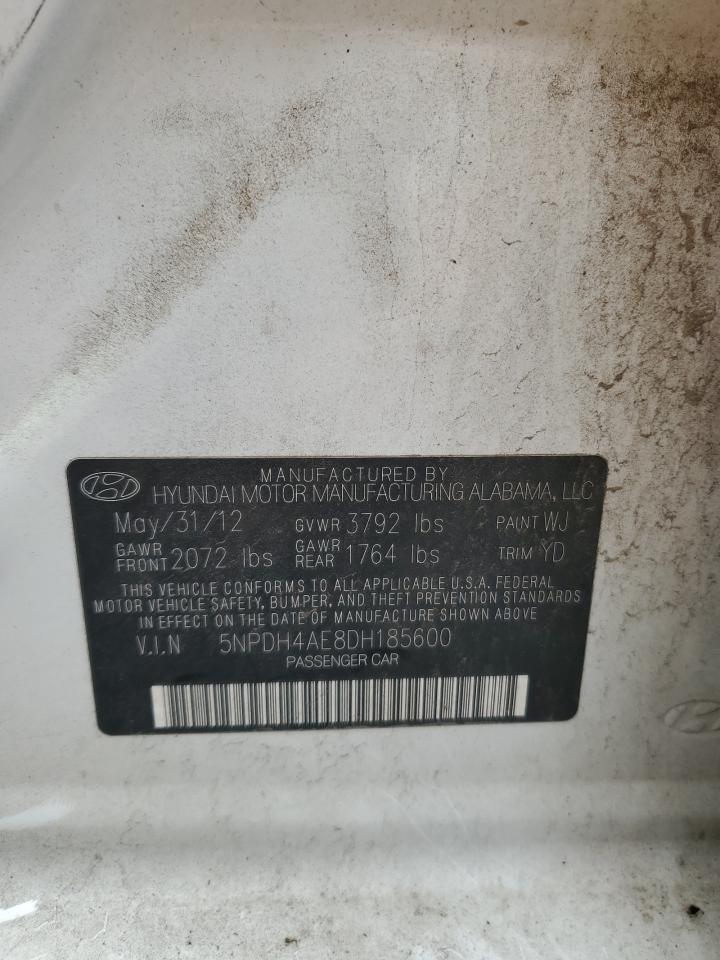 MANUFACTURED BY
HYUNDAI MOTOR MANUFACTURING ALABAMA, LLC
May/31/12 GVWR 3792 lbs PAINT WJ
GAWR FRONT 2072 lbs GAWR REAR 1764 lbs TRIM YD
THIS VEHICLE CONFORMS TO ALL APPLICABLE U.S.A. FEDERAL
MOTOR VEHICLE SAFETY, BUMPER, AND THEFT PREVENTION STANDARDS
IN EFFECT ON THE DATE OF MANUFACTURE SHOWN ABOVE
V.I.N 5NPDH4AE8DH185600
PASSENGER CAR